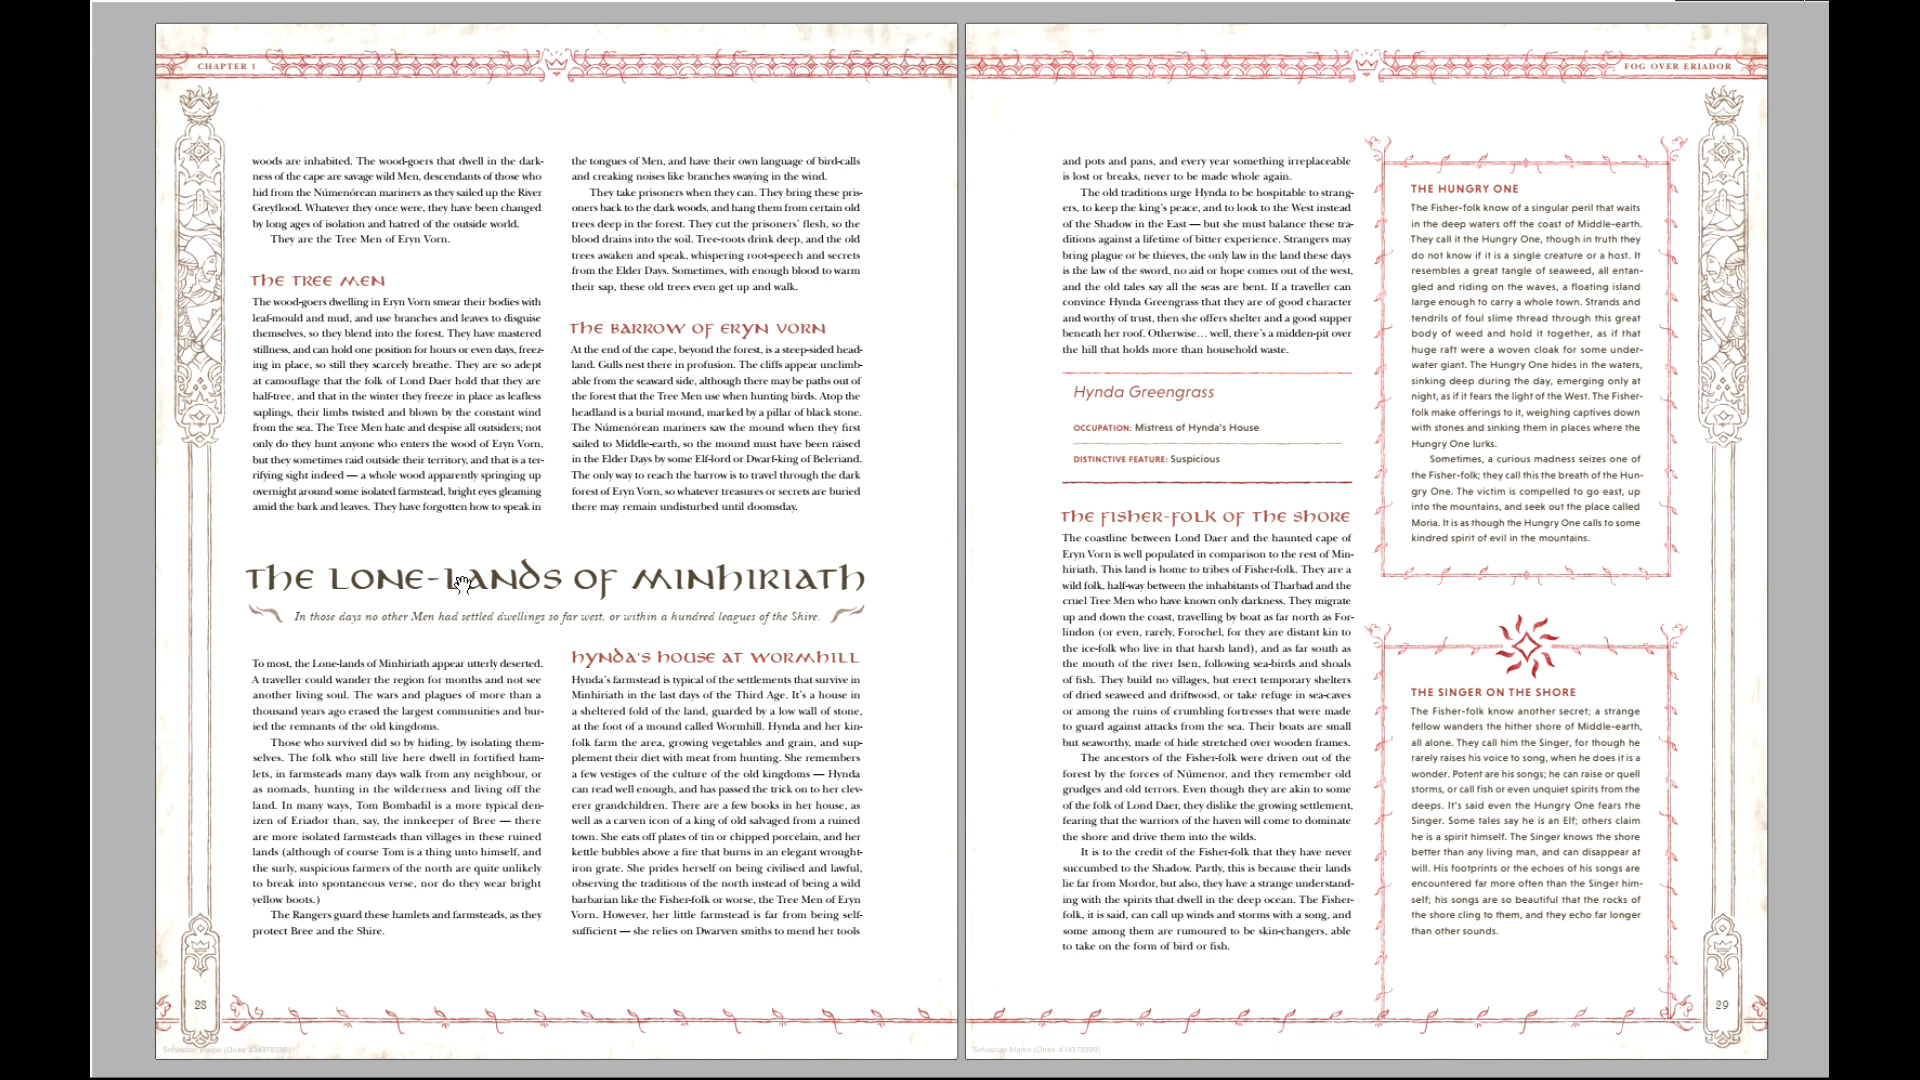 CHAPTER 1
woods are inhabited. The wood-goers that dwell in the dark-
ness of the cape are savage wild Men, descendants of those who
hid from the Númenórean mariners as they sailed up the River
Greyflood. Whatever they once were, they have been changed
by long ages of isolation and hatred of the outside world.
They are the Tree Men of Eryn Vorn.
THE TREE MEN
The wood-goers dwelling in Eryn Vorn smear their bodies with
leaf-mould and mud, and use branches and leaves to disguise
themselves, so they blend into the forest. They have mastered
stillness, and can hold one position for hours or even days, freez-
ing in place, so still they scarcely breathe. They are so adept
at camouflage that the folk of Lond Daer hold that they are
half-tree, and that in the winter they freeze in place as leafless
saplings, their limbs twisted and blown by the constant wind
from the sea. The Tree Men hate and despise all outsiders; not
only do they hunt anyone who enters the wood of Eryn Vorn,
but they sometimes raid outside their territory, and that is a ter-
rifying sight indeed — a whole wood apparently springing up
overnight around some isolated farmstead, bright eyes gleaming
amid the bark and leaves. They have forgotten how to speak in
the tongues of Men, and have their own language of bird-calls
and creaking noises like branches swaying in the wind.
They take prisoners when they can. They bring these pris-
oners back to the dark woods, and hang them from certain old
trees deep in the forest. They cut the prisoners' flesh, so the
blood drains into the soil. Tree-roots drink deep, and the old
trees awaken and speak, whispering root-speech and secrets
from the Elder Days. Sometimes, with enough blood to warm
their sap, these old trees even get up and walk.
THE BARROW OF ERYN VORN
At the end of the cape, beyond the forest, is a steep-sided head-
land. Gulls nest there in profusion. The cliffs appear unclimb-
able from the seaward side, although there may be paths out of
the forest that the Tree Men use when hunting birds. Atop the
headland is a burial mound, marked by a pillar of black stone.
The Númenórean mariners saw the mound when they first
sailed to Middle-earth, so the mound must have been raised
in the Elder Days by some Elf-lord or Dwarf-king of Beleriand.
The only way to reach the barrow is to travel through the dark
forest of Eryn Vorn, so whatever treasures or secrets are buried
there may remain undisturbed until doomsday.
THE LONE-LANDS OF MINHIRIATH
In those days no other Men had settled dwellings so far west, or within a hundred leagues of the Shire.
To most, the Lone-lands of Minhiriath appear utterly deserted.
A traveller could wander the region for months and not see
another living soul. The wars and plagues of more than a
thousand years ago erased the largest communities and bur-
ied the remnants of the old kingdoms.
Those who survived did so by hiding, by isolating them-
selves. The folk who still live here dwell in fortified ham-
lets, in farmsteads many days walk from any neighbour, or
as nomads, hunting in the wilderness and living off the
land. In many ways, Tom Bombadil is a more typical den-
izen of Eriador than, say, the innkeeper of Bree — there
are more isolated farmsteads than villages in these ruined
lands (although of course Tom is a thing unto himself, and
the surly, suspicious farmers of the north are quite unlikely
to break into spontaneous verse, nor do they wear bright
yellow boots.)
The Rangers guard these hamlets and farmsteads, as they
protect Bree and the Shire.
HYNDA'S HOUSE AT WORMHILL
Hynda's farmstead is typical of the settlements that survive in
Minhiriath in the last days of the Third Age. It's a house in
a sheltered fold of the land, guarded by a low wall of stone,
at the foot of a mound called Wormhill. Hynda and her kin-
folk farm the area, growing vegetables and grain, and sup-
plement their diet with meat from hunting. She remembers
a few vestiges of the culture of the old kingdoms — Hynda
can read well enough, and has passed the trick on to her clev-
erer grandchildren. There are a few books in her house, as
well as a carven icon of a king of old salvaged from a ruined
town. She eats off plates of tin or chipped porcelain, and her
kettle bubbles above a fire that burns in an elegant wrought-
iron grate. She prides herself on being civilised and lawful,
observing the traditions of the north instead of being a wild
barbarian like the Fisher-folk or worse, the Tree Men of Eryn
Vorn. However, her little farmstead is far from being self-
sufficient — she relies on Dwarven smiths to mend her tools
28
Sebastian Martin (Order #34378599)
FOG OVER ERIADOR
and pots and pans, and every year something irreplaceable
is lost or breaks, never to be made whole again.
The old traditions urge Hynda to be hospitable to strang-
ers, to keep the king's peace, and to look to the West instead
of the Shadow in the East — but she must balance these tra-
ditions against a lifetime of bitter experience. Strangers may
bring plague or be thieves, the only law in the land these days
is the law of the sword, no aid or hope comes out of the west,
and the old tales say all the seas are bent. If a traveller can
convince Hynda Greengrass that they are of good character
and worthy of trust, then she offers shelter and a good supper
beneath her roof. Otherwise… well, there's a midden-pit over
the hill that holds more than household waste.
Hynda Greengrass
OCCUPATION: Mistress of Hynda's House
DISTINCTIVE FEATURE: Suspicious
THE FISHER-FOLK OF THE SHORE
The coastline between Lond Daer and the haunted cape of
Eryn Vorn is well populated in comparison to the rest of Min-
hiriath. This land is home to tribes of Fisher-folk. They are a
wild folk, half-way between the inhabitants of Tharbad and the
cruel Tree Men who have known only darkness. They migrate
up and down the coast, travelling by boat as far north as For-
lindon (or even, rarely, Forochel, for they are distant kin to
the ice-folk who live in that harsh land), and as far south as
the mouth of the river Isen, following sea-birds and shoals
of fish. They build no villages, but erect temporary shelters
of dried seaweed and driftwood, or take refuge in sea-caves
or among the ruins of crumbling fortresses that were made
to guard against attacks from the sea. Their boats are small
but seaworthy, made of hide stretched over wooden frames.
The ancestors of the Fisher-folk were driven out of the
forest by the forces of Númenor, and they remember old
grudges and old terrors. Even though they are akin to some
of the folk of Lond Daer, they dislike the growing settlement,
fearing that the warriors of the haven will come to dominate
the shore and drive them into the wilds.
It is to the credit of the Fisher-folk that they have never
succumbed to the Shadow. Partly, this is because their lands
lie far from Mordor, but also, they have a strange understand-
ing with the spirits that dwell in the deep ocean. The Fisher-
folk, it is said, can call up winds and storms with a song, and
some among them are rumoured to be skin-changers, able
to take on the form of bird or fish.
THE HUNGRY ONE
The Fisher-folk know of a singular peril that waits
in the deep waters off the coast of Middle-earth.
They call it the Hungry One, though in truth they
do not know if it is a single creature or a host. It
resembles a great tangle of seaweed, all entan-
gled and riding on the waves, a floating island
large enough to carry a whole town. Strands and
tendrils of foul slime thread through this great
body of weed and hold it together, as if that
huge raft were a woven cloak for some under-
water giant. The Hungry One hides in the waters,
sinking deep during the day, emerging only at
night, as if it fears the light of the West. The Fisher-
folk make offerings to it, weighing captives down
with stones and sinking them in places where the
Hungry One lurks.
Sometimes, a curious madness seizes one of
the Fisher-folk; they call this the breath of the Hun-
gry One. The victim is compelled to go east, up
into the mountains, and seek out the place called
Moria. It is as though the Hungry One calls to some
kindred spirit of evil in the mountains.
THE SINGER ON THE SHORE
The Fisher-folk know another secret; a strange
fellow wanders the hither shore of Middle-earth,
all alone. They call him the Singer, for though he
rarely raises his voice to song, when he does it is a
wonder. Potent are his songs; he can raise or quell
storms, or call fish or even unquiet spirits from the
deeps. It's said even the Hungry One fears the
Singer. Some tales say he is an Elf; others claim
he is a spirit himself. The Singer knows the shore
better than any living man, and can disappear at
will. His footprints or the echoes of his songs are
encountered far more often than the Singer him-
self; his songs are so beautiful that the rocks of
the shore cling to them, and they echo far longer
than other sounds.
29
Sebastian Martin (Order #34378599)